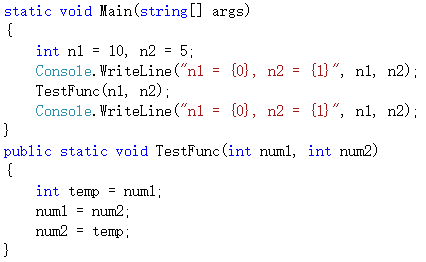 static void Main(string[] args)
{
    int n1 = 10, n2 = 5;
    Console.WriteLine("n1 = {0}, n2 = {1}", n1, n2);
    TestFunc(n1, n2);
    Console.WriteLine("n1 = {0}, n2 = {1}", n1, n2);
}
public static void TestFunc(int num1, int num2)
{
    int temp = num1;
    num1 = num2;
    num2 = temp;
}